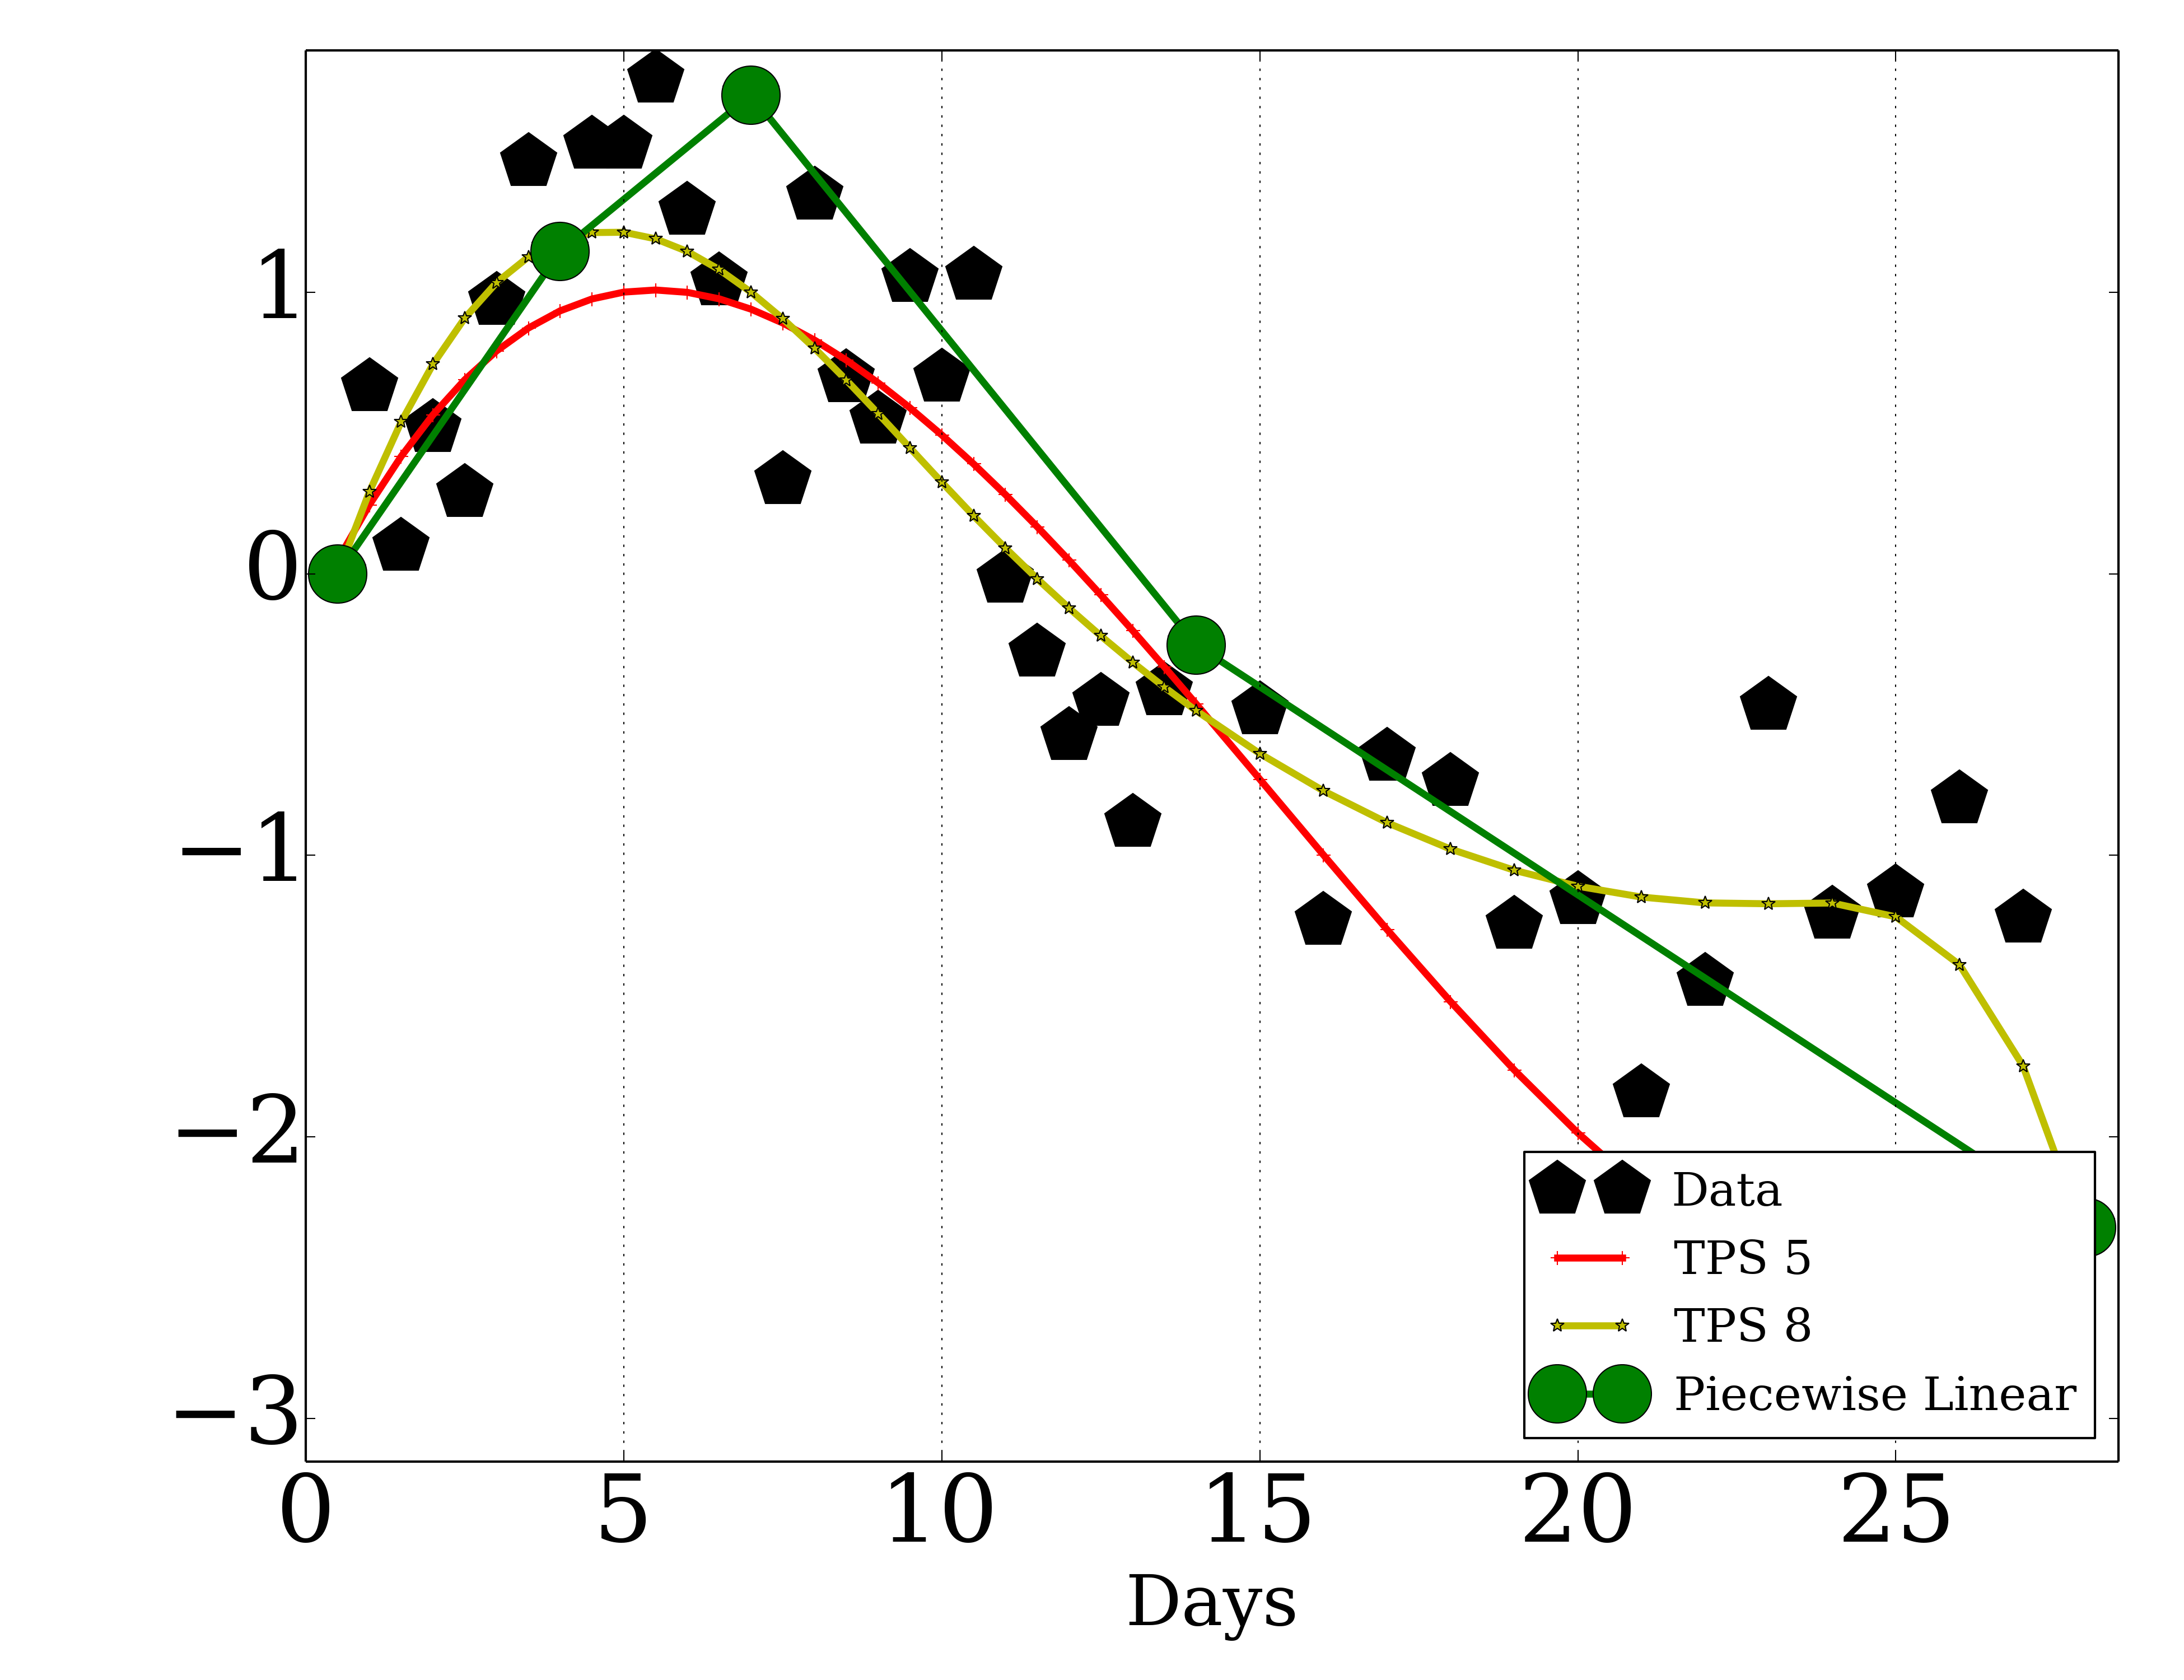 1
0
−1
−2
−3
0 5 10 15 20 25
Days
Data
TPS 5
TPS 8
Piecewise Linear